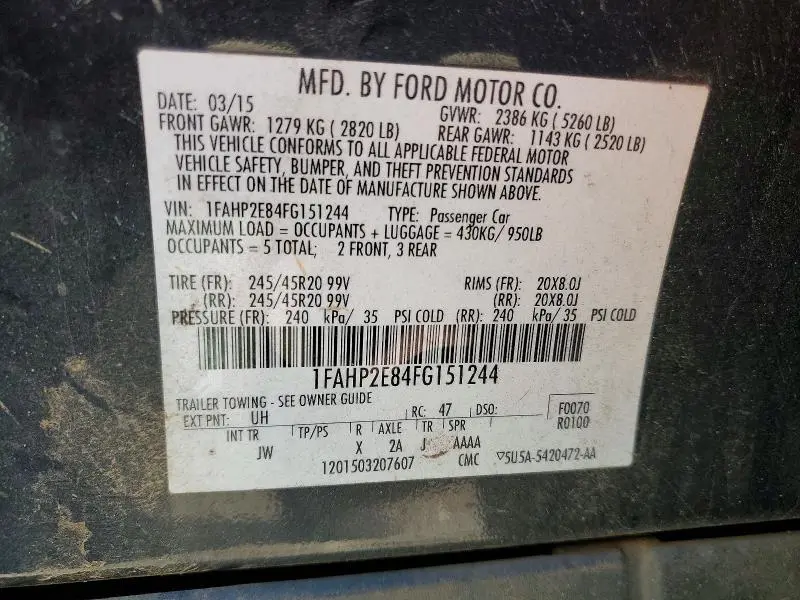 MFD. BY FORD MOTOR CO.
DATE: 03/15 GVWR: 2386 KG ( 5260 LB)
FRONT GAWR: 1279 KG ( 2820 LB) REAR GAWR: 1143 KG ( 2520 LB)
THIS VEHICLE CONFORMS TO ALL APPLICABLE FEDERAL MOTOR
VEHICLE SAFETY, BUMPER, AND THEFT PREVENTION STANDARDS
IN EFFECT ON THE DATE OF MANUFACTURE SHOWN ABOVE.
VIN: 1FAHP2E84FG151244 TYPE: Passenger Car
MAXIMUM LOAD = OCCUPANTS + LUGGAGE = 430KG/ 950LB
OCCUPANTS = 5 TOTAL; 2 FRONT, 3 REAR
TIRE (FR): 245/45R20 99V RIMS (FR): 20X8.0J
(RR): 245/45R20 99V (RR): 20X8.0J
PRESSURE (FR): 240 kPa/ 35 PSI COLD (RR): 240 kPa/ 35 PSI COLD
1FAHP2E84FG151244
TRAILER TOWING - SEE OWNER GUIDE
EXT PNT: UH RC: 47 DSO: F0070
R0100
INT TR TP/PS R AXLE TR SPR
JW X 2A J AAAA
1201503207607 CMC ▽5U5A-5420472-AA